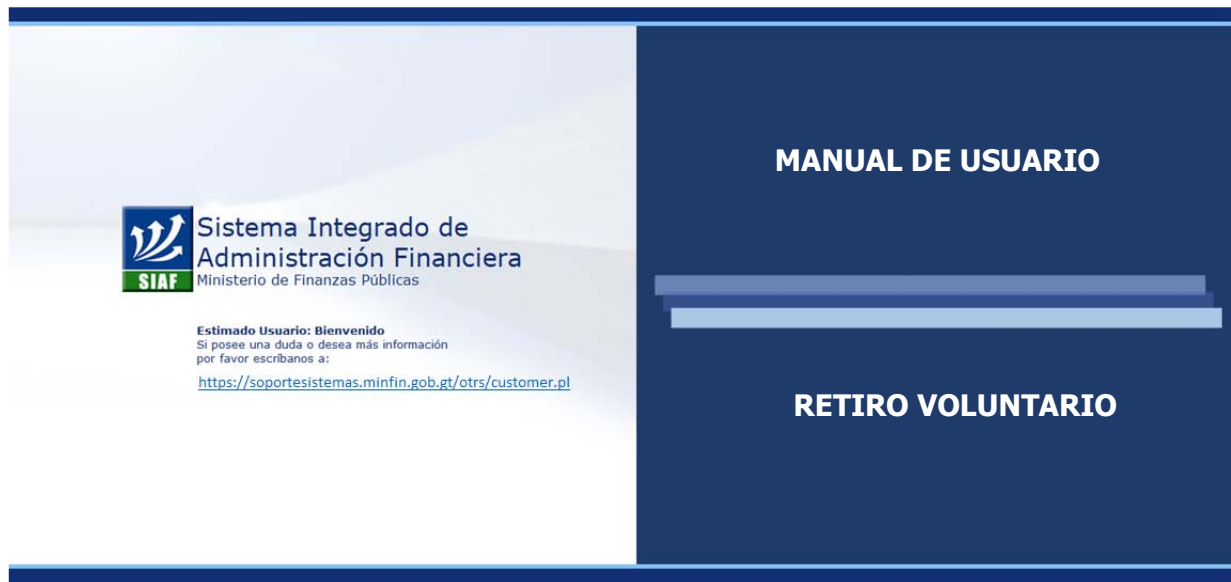 SIAF
Sistema Integrado de
Administración Financiera
Ministerio de Finanzas Públicas
Estimado Usuario: Bienvenido
Si posee una duda o desea más información
por favor escríbanos a:
https://soportesistemas.minfin.gob.gt/otrs/customer.pl
MANUAL DE USUARIO
RETIRO VOLUNTARIO